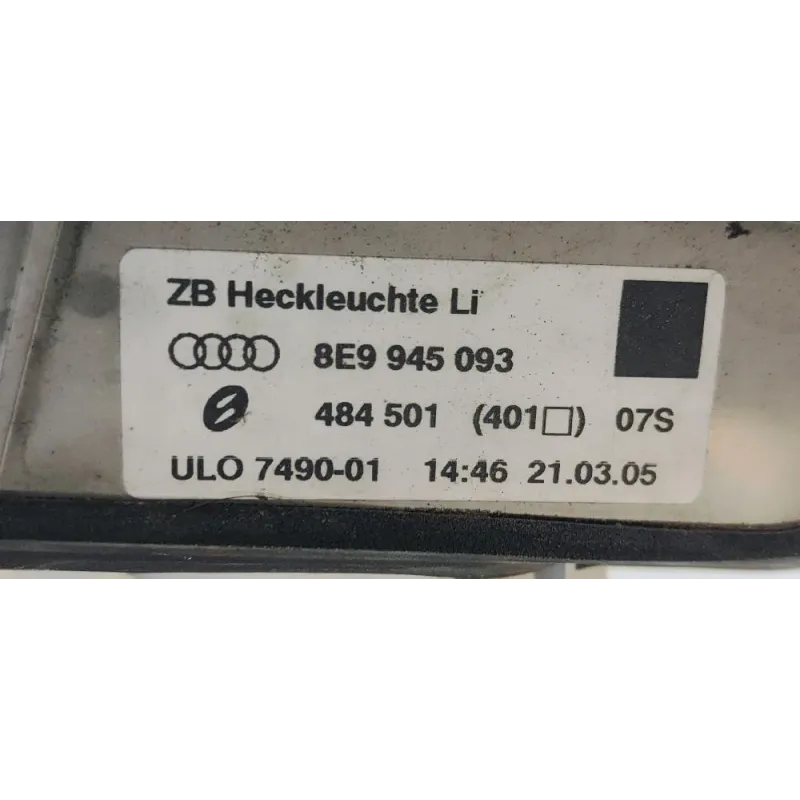 ZB Heckleuchte Li
8E9 945 093
484 501 (401□) 07S
ULO 7490-01 14:46 21.03.05